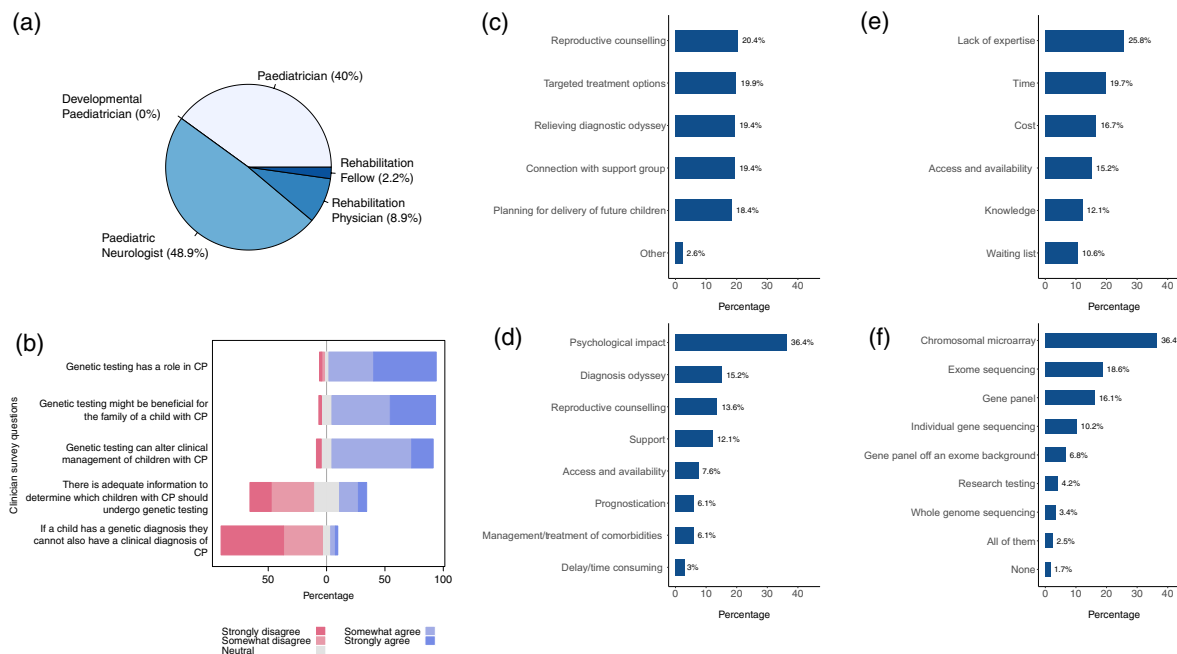 (a)
Paediatrician (40%)
Developmental
Paediatrician (0%)
Rehabilitation
Fellow (2.2%)
Rehabilitation
Physician (8.9%)
Paediatric
Neurologist (48.9%)
(b)
Clinician survey questions
Genetic testing has a role in CP
Genetic testing might be beneficial for
the family of a child with CP
Genetic testing can alter clinical
management of children with CP
There is adequate information to
determine which children with CP should
undergo genetic testing
If a child has a genetic diagnosis they
cannot also have a clinical diagnosis of
CP
50 0 50 100
Percentage
Strongly disagree
Somewhat disagree
Neutral
Somewhat agree
Strongly agree
(c)
Reproductive counselling 20.4%
Targeted treatment options 19.9%
Relieving diagnostic odyssey 19.4%
Connection with support group 19.4%
Planning for delivery of future children 18.4%
Other 2.6%
0 10 20 30 40
Percentage
(d)
Psychological impact 36.4%
Diagnosis odyssey 15.2%
Reproductive counselling 13.6%
Support 12.1%
Access and availability 7.6%
Prognostication 6.1%
Management/treatment of comorbidities 6.1%
Delay/time consuming 3%
0 10 20 30 40
Percentage
(e)
Lack of expertise 25.8%
Time 19.7%
Cost 16.7%
Access and availability 15.2%
Knowledge 12.1%
Waiting list 10.6%
0 10 20 30 40
Percentage
(f)
Chromosomal microarray 36.4
Exome sequencing 18.6%
Gene panel 16.1%
Individual gene sequencing 10.2%
Gene panel off an exome background 6.8%
Research testing 4.2%
Whole genome sequencing 3.4%
All of them 2.5%
None 1.7%
0 10 20 30 40
Percentage